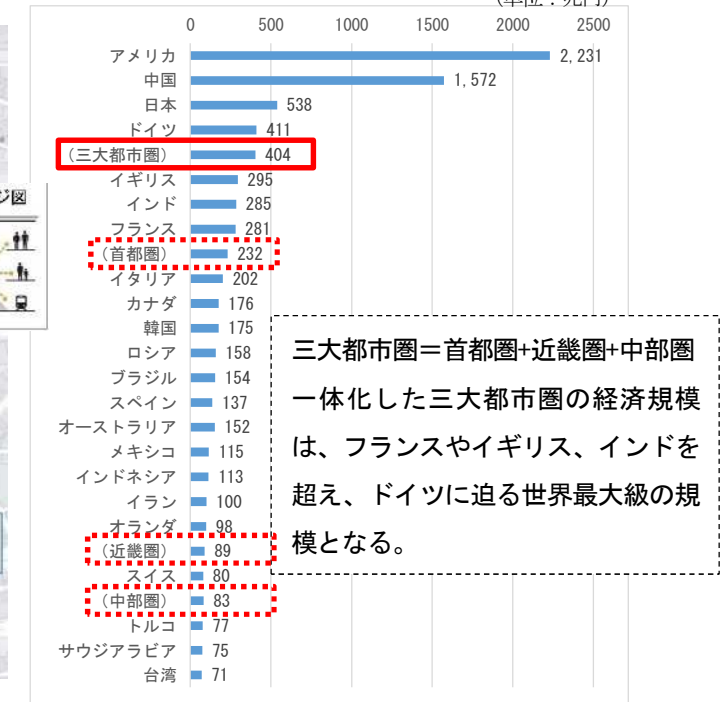 （単位：兆円）
0 500 1000 1500 2000 2500
アメリカ 2,231
中国 1,572
日本 538
ドイツ 411
（三大都市圏） 404
イギリス 295
インド 285
フランス 281
（首都圏） 232
イタリア 202
カナダ 176
韓国 175
ロシア 158
ブラジル 154
スペイン 137
オーストラリア 152
メキシコ 115
インドネシア 113
イラン 100
オランダ 98
（近畿圏） 89
スイス 80
（中部圏） 83
トルコ 77
サウジアラビア 75
台湾 71
ジ図
三大都市圏＝首都圏+近畿圏+中部圏
一体化した三大都市圏の経済規模
は、フランスやイギリス、インドを
超え、ドイツに迫る世界最大級の規
模となる。